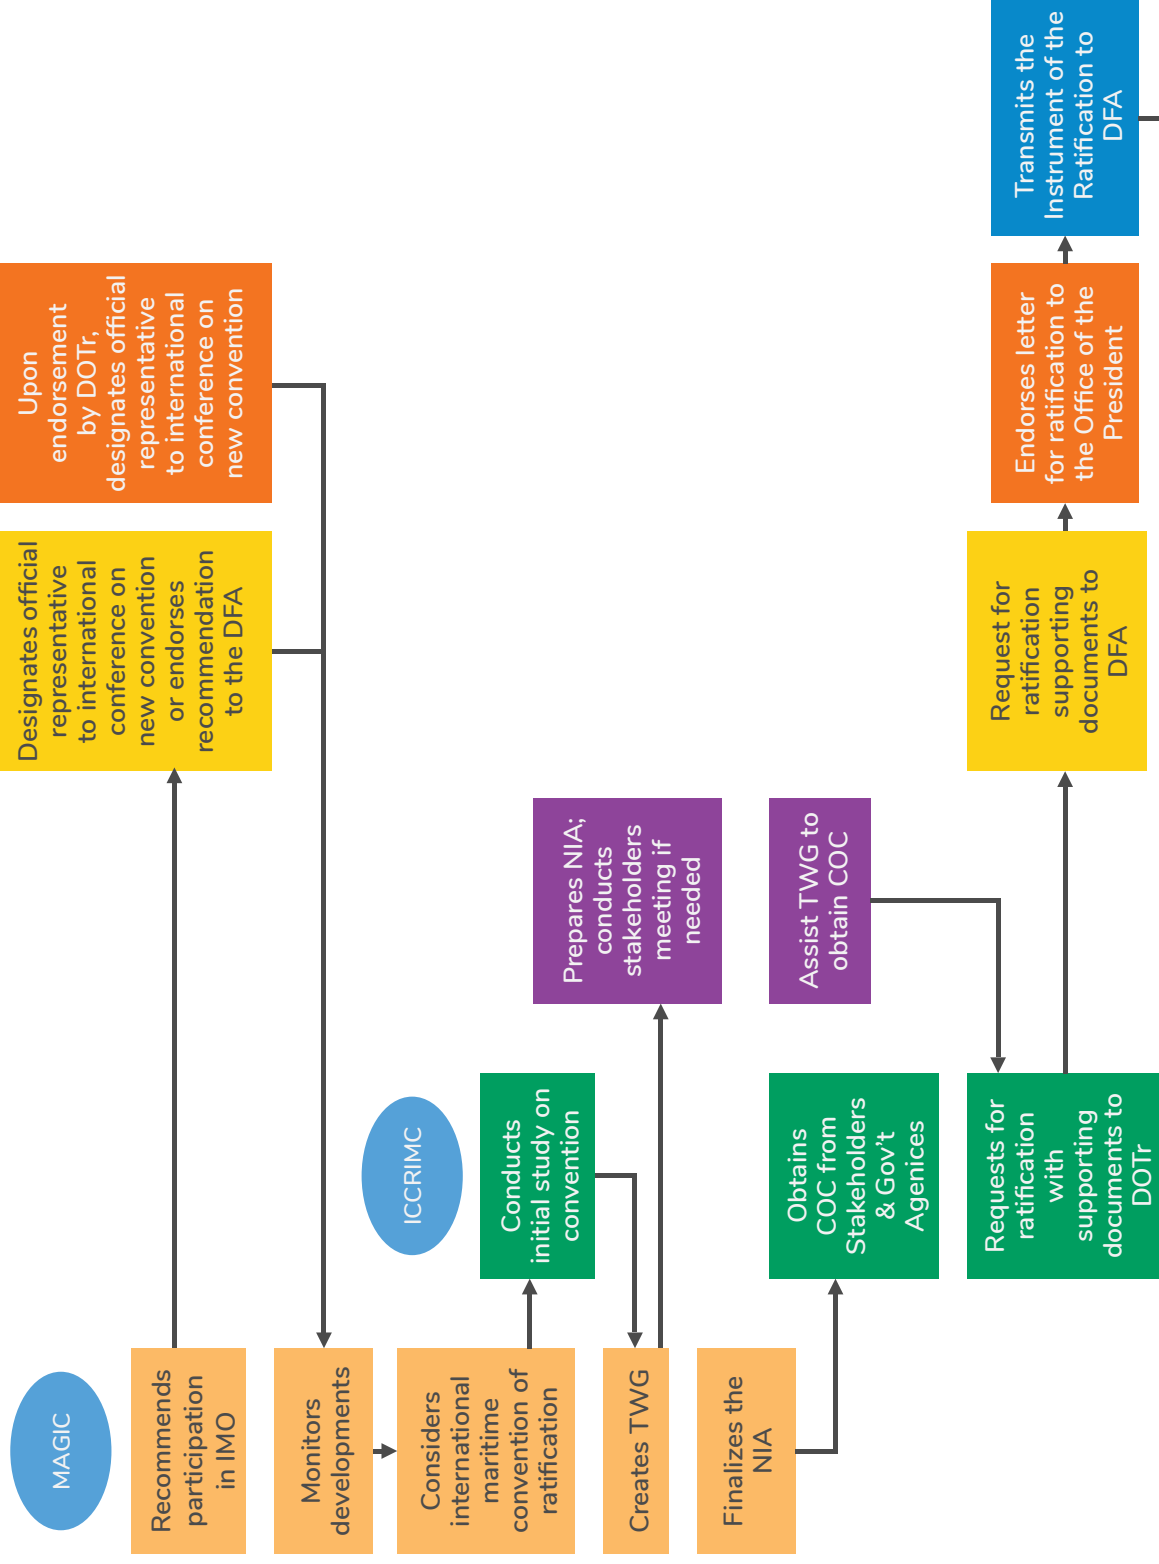 MAGIC
Recommends
participation
in IMO
Designates official
representative
to international
conference on
new convention
or endorses
recommendation
to the DFA
Upon
endorsement
by DOTr,
designates official
representative
to international
conference on
new convention
Monitors
developments
Considers
international
maritime
convention of
ratification
ICCRIMC
Conducts
initial study on
convention
Creates TWG
Prepares NIA;
conducts
stakeholders
meeting if
needed
Finalizes the
NIA
Obtains
COC from
Stakeholders
& Gov't
Agenices
Assist TWG to
obtain COC
Requests for
ratification
with
supporting
documents to
DOTr
Request for
ratification
supporting
documents to
DFA
Endorses letter
for ratification to
the Office of the
President
Transmits the
Instrument of the
Ratification to
DFA